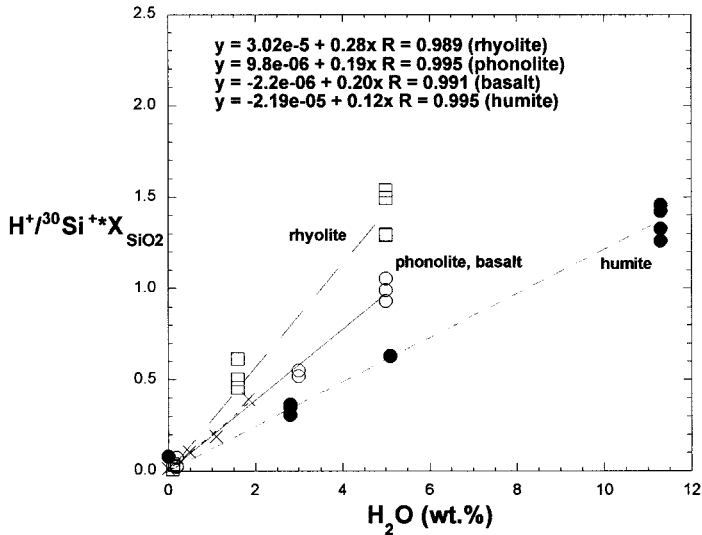 y = 3.02e-5 + 0.28x R = 0.989 (rhyolite)
y = 9.8e-06 + 0.19x R = 0.995 (phonolite)
y = -2.2e-06 + 0.20x R = 0.991 (basalt)
y = -2.19e-05 + 0.12x R = 0.995 (humite)
2.5
2.0
1.5
1.0
0.5
0.0
H⁺/³⁰Si⁺*X_SiO2
rhyolite
phonolite, basalt
humite
0 2 4 6 8 10 12
H₂O (wt.%)